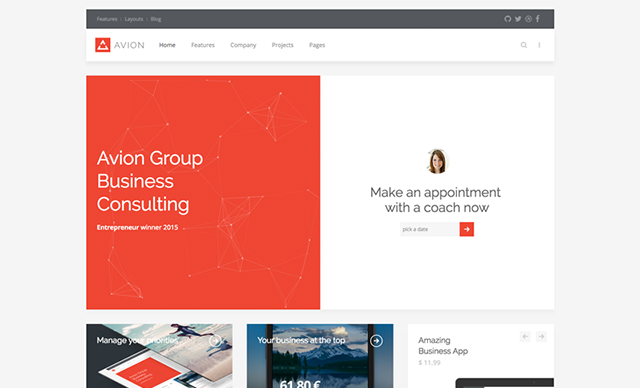 Features | Layouts | Blog
AVION
Home Features Company Projects Pages
Avion Group
Business
Consulting
Entrepreneur winner 2015
Make an appointment
with a coach now
pick a date
Manage your priorities
Your business at the top
61,80 €
Amazing
Business App
$ 11.99